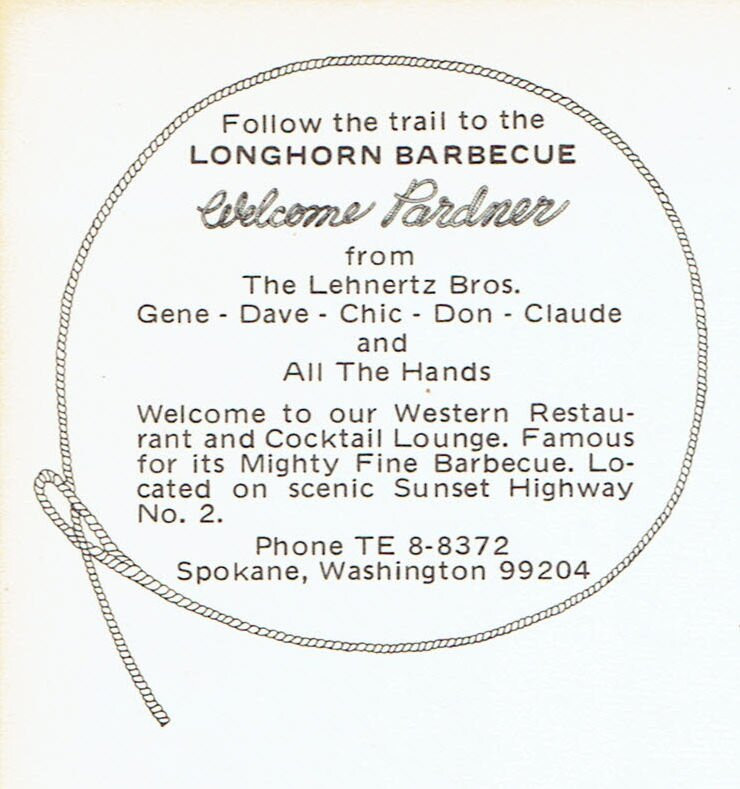 Follow the trail to the
LONGHORN BARBECUE
Welcome Pardner
from
The Lehnertz Bros.
Gene - Dave - Chic - Don - Claude
and
All The Hands
Welcome to our Western Restau-
rant and Cocktail Lounge. Famous
for its Mighty Fine Barbecue. Lo-
cated on scenic Sunset Highway
No. 2.
Phone TE 8-8372
Spokane, Washington 99204